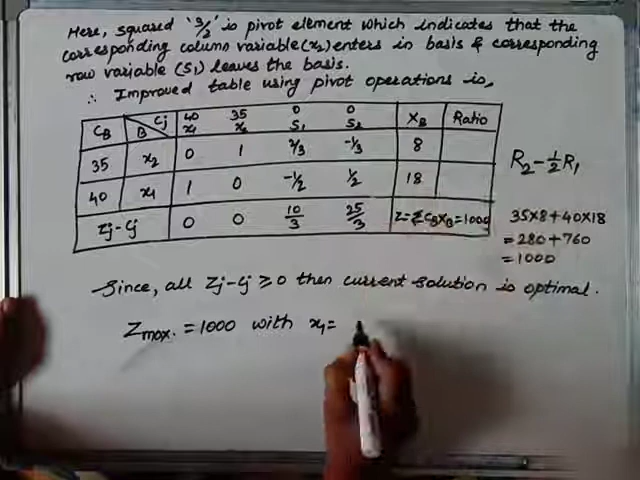 Here, squared '3/2' is pivot element which indicates that the
corresponding column variable (x2) enters in basis & corresponding
row variable (S1) leaves the basis.
∴ Improved table using pivot operations is,
CB B Cj 40 x1 35 x2 0 S1 0 S2 XB Ratio
35 x2 0 1 2/3 -1/3 8
40 x1 1 0 -1/2 1/2 18
Zj-Cj 0 0 10/3 25/3 Z=ΣCBXB=1000
R2-1/2R1
35×8+40×18
=280+760
=1000
Since, all Zj-Cj ≥0 then current solution is optimal.
Zmax. = 1000 with x1=